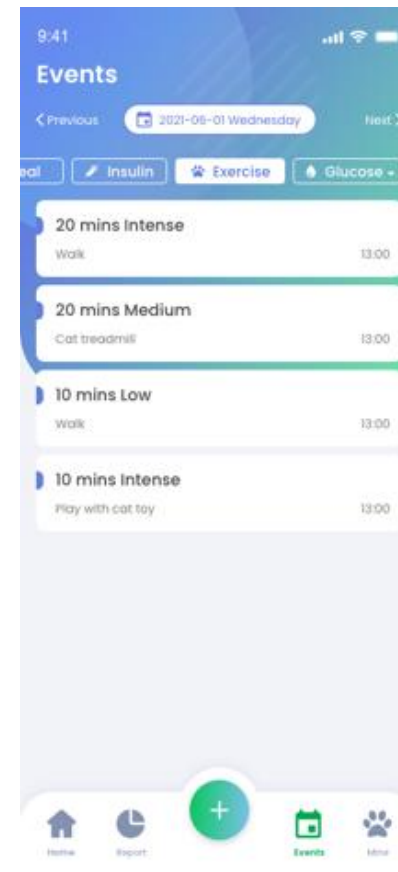 9:41
Events
Previous 2021-06-01 Wednesday Next
eal Insulin Exercise Glucose
20 mins Intense
Walk 13:00
20 mins Medium
Cat treadmill 13:00
10 mins Low
Walk 13:00
10 mins Intense
Play with cat toy 13:00
Home Report Events Mine